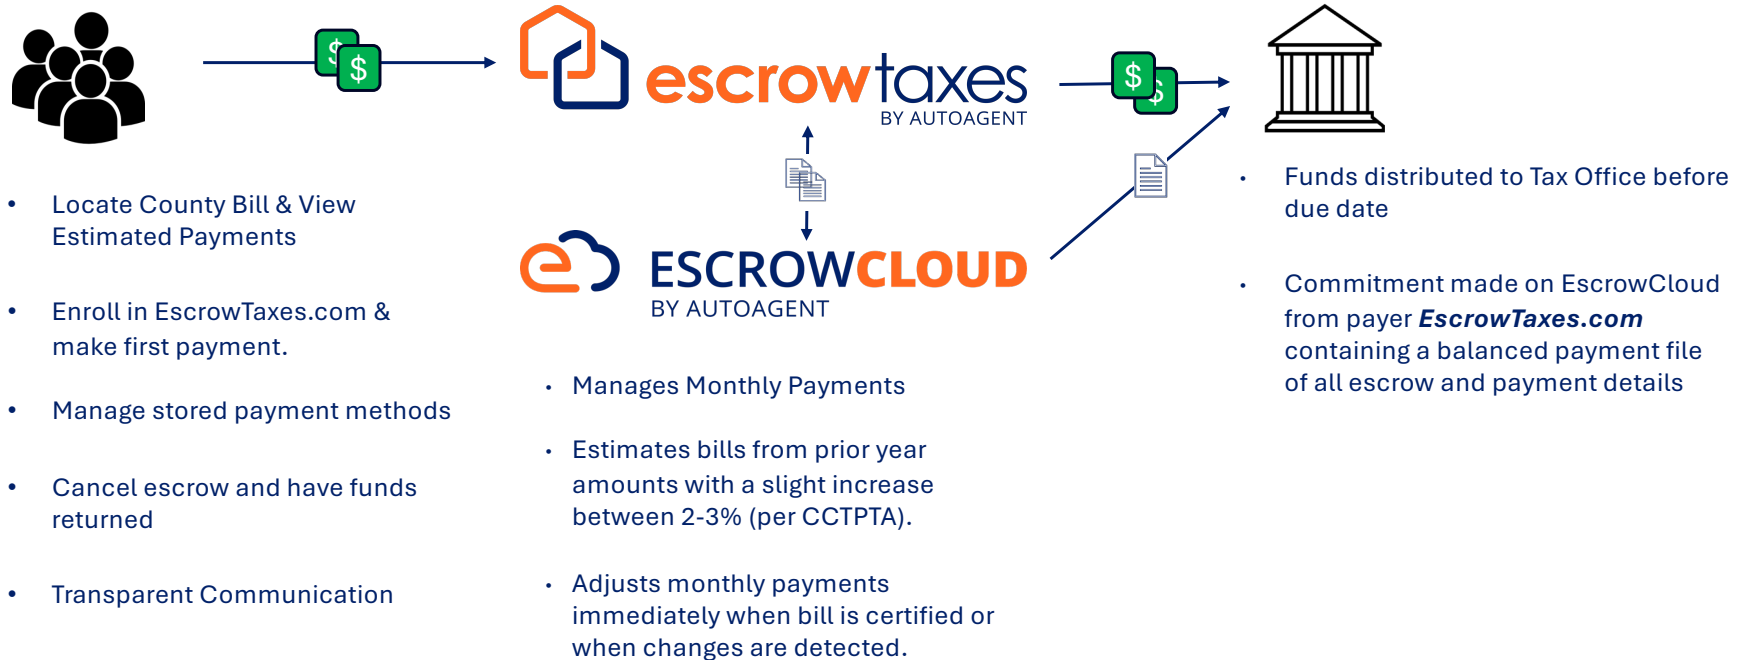 $
$
escrowtaxes
BY AUTOAGENT
$
$
• Locate County Bill & View
Estimated Payments
• Enroll in EscrowTaxes.com &
make first payment.
• Manage stored payment methods
• Cancel escrow and have funds
returned
• Transparent Communication
ESCROWCLOUD
BY AUTOAGENT
• Manages Monthly Payments
• Estimates bills from prior year
amounts with a slight increase
between 2-3% (per CCTPTA).
• Adjusts monthly payments
immediately when bill is certified or
when changes are detected.
• Funds distributed to Tax Office before
due date
• Commitment made on EscrowCloud
from payer EscrowTaxes.com
containing a balanced payment file
of all escrow and payment details